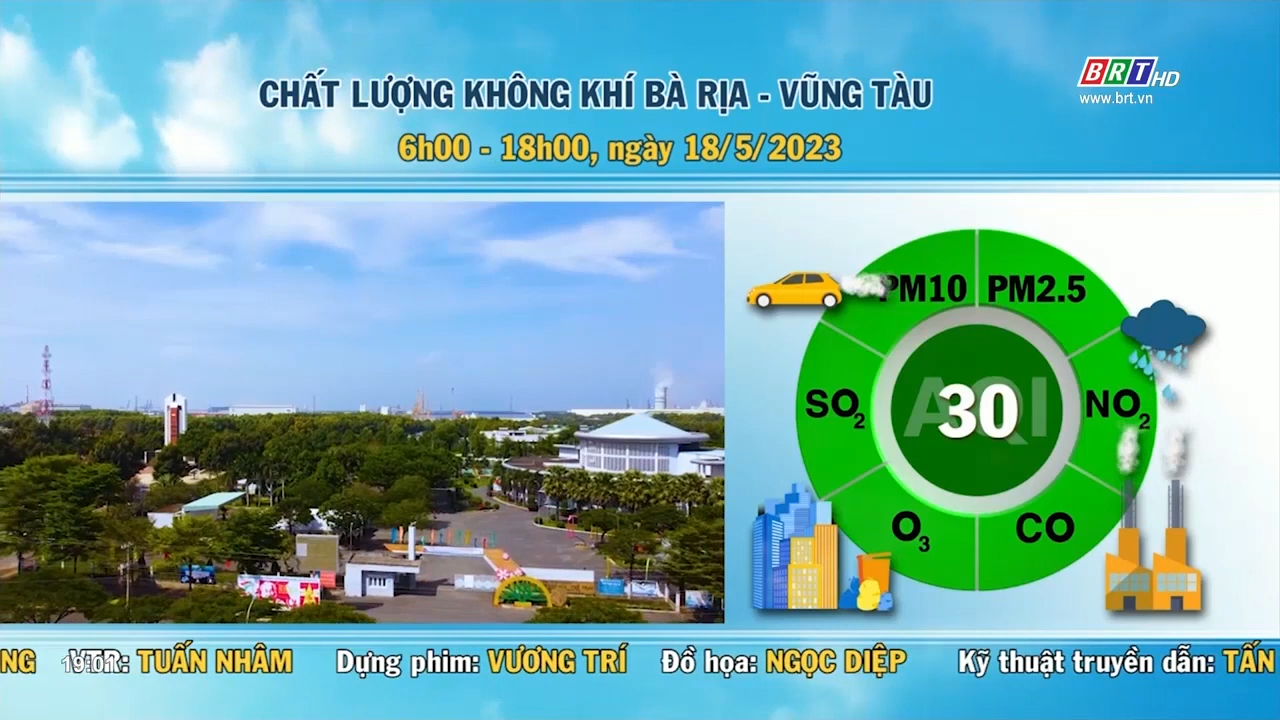 BRT HD
www.brt.vn
CHẤT LƯỢNG KHÔNG KHÍ BÀ RỊA - VŨNG TÀU
6h00 - 18h00, ngày 18/5/2023
PM10 PM2.5
SO2 AQI 30 NO2
O3 CO
19:01
NG VTR: TUẤN NHÂM Dựng phim: VƯƠNG TRÍ Đồ họa: NGỌC DIỆP Kỹ thuật truyền dẫn: TẤN